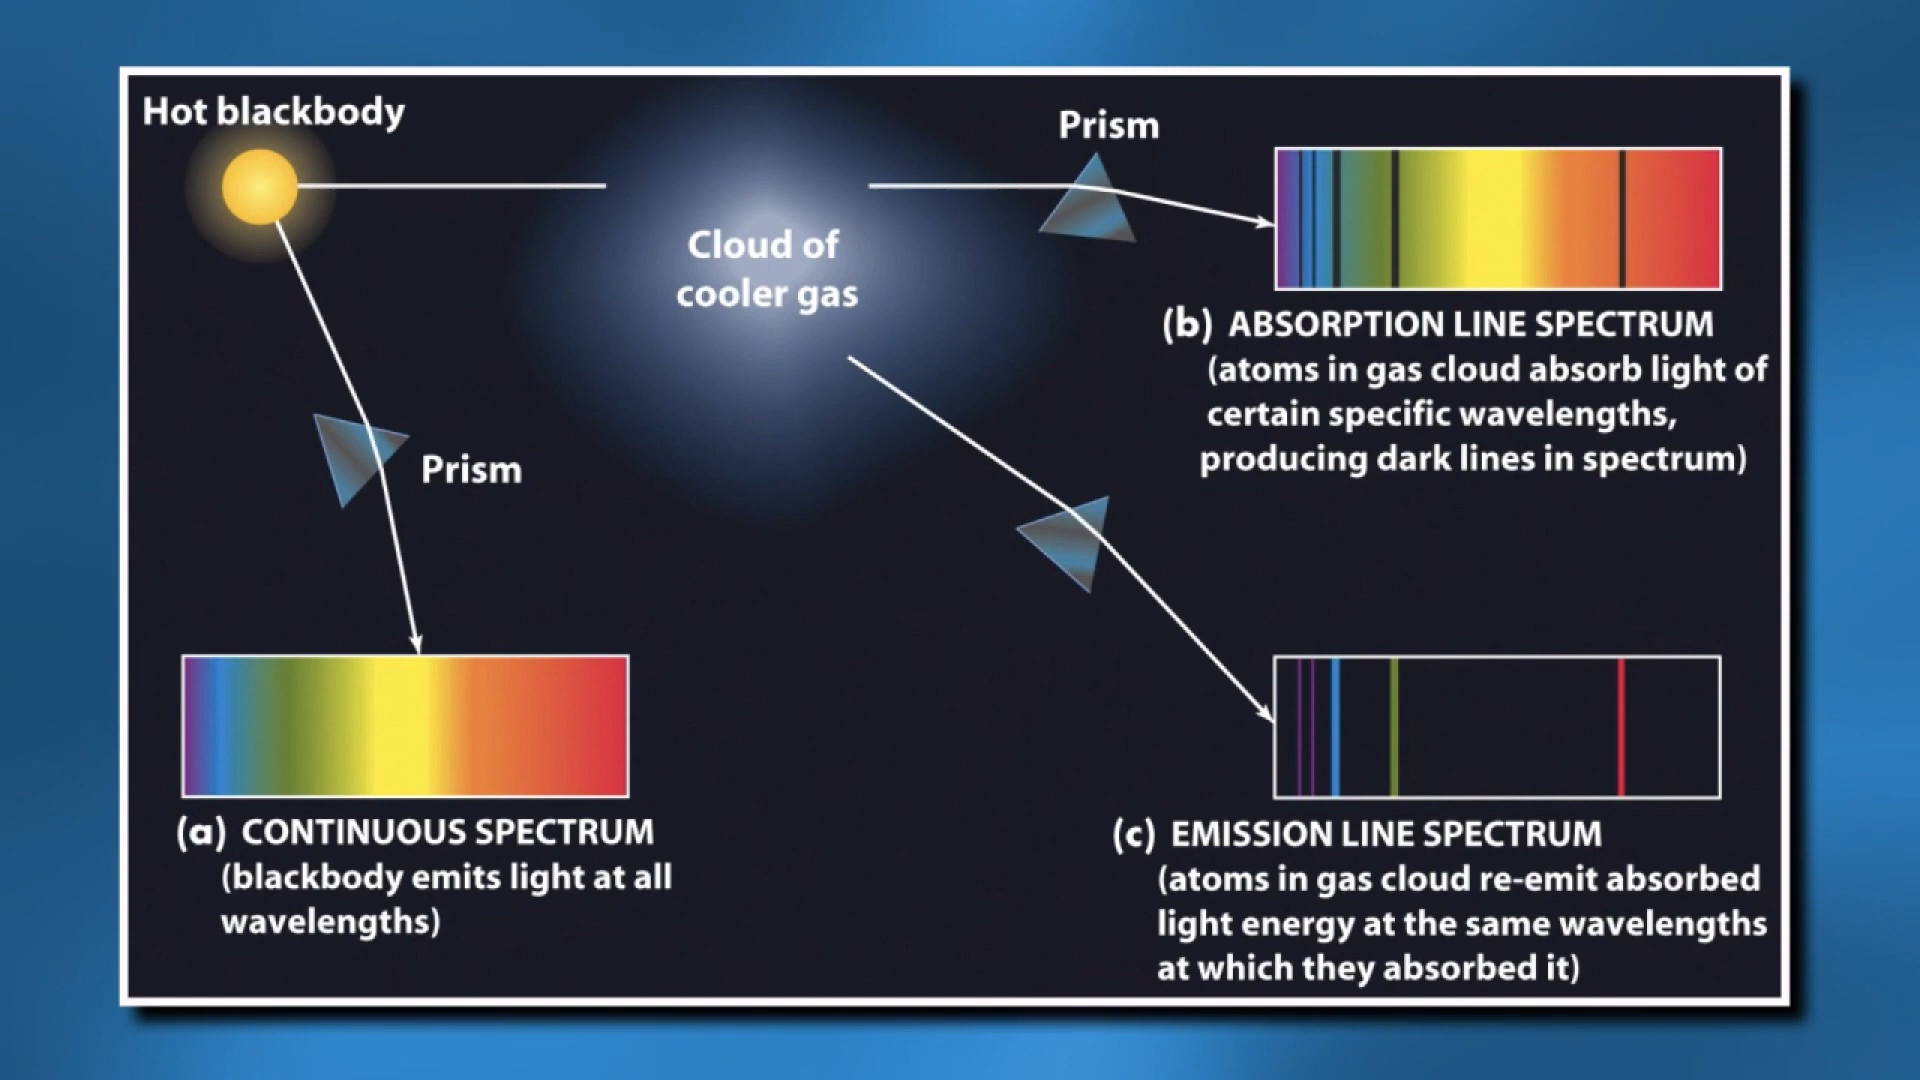 Hot blackbody
Prism
Cloud of
cooler gas
(b) ABSORPTION LINE SPECTRUM
(atoms in gas cloud absorb light of
certain specific wavelengths,
producing dark lines in spectrum)
Prism
(a) CONTINUOUS SPECTRUM
(blackbody emits light at all
wavelengths)
(c) EMISSION LINE SPECTRUM
(atoms in gas cloud re-emit absorbed
light energy at the same wavelengths
at which they absorbed it)